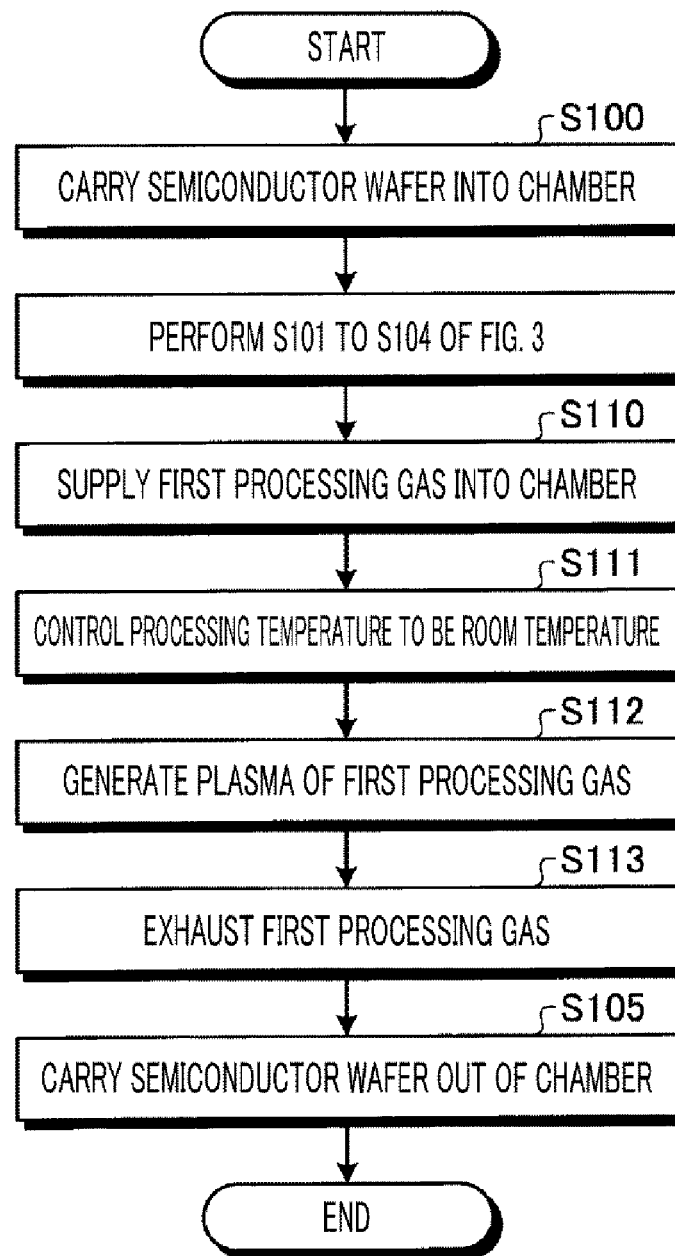 START
S100
CARRY SEMICONDUCTOR WAFER INTO CHAMBER
PERFORM S101 TO S104 OF FIG. 3
S110
SUPPLY FIRST PROCESSING GAS INTO CHAMBER
S111
CONTROL PROCESSING TEMPERATURE TO BE ROOM TEMPERATURE
S112
GENERATE PLASMA OF FIRST PROCESSING GAS
S113
EXHAUST FIRST PROCESSING GAS
S105
CARRY SEMICONDUCTOR WAFER OUT OF CHAMBER
END